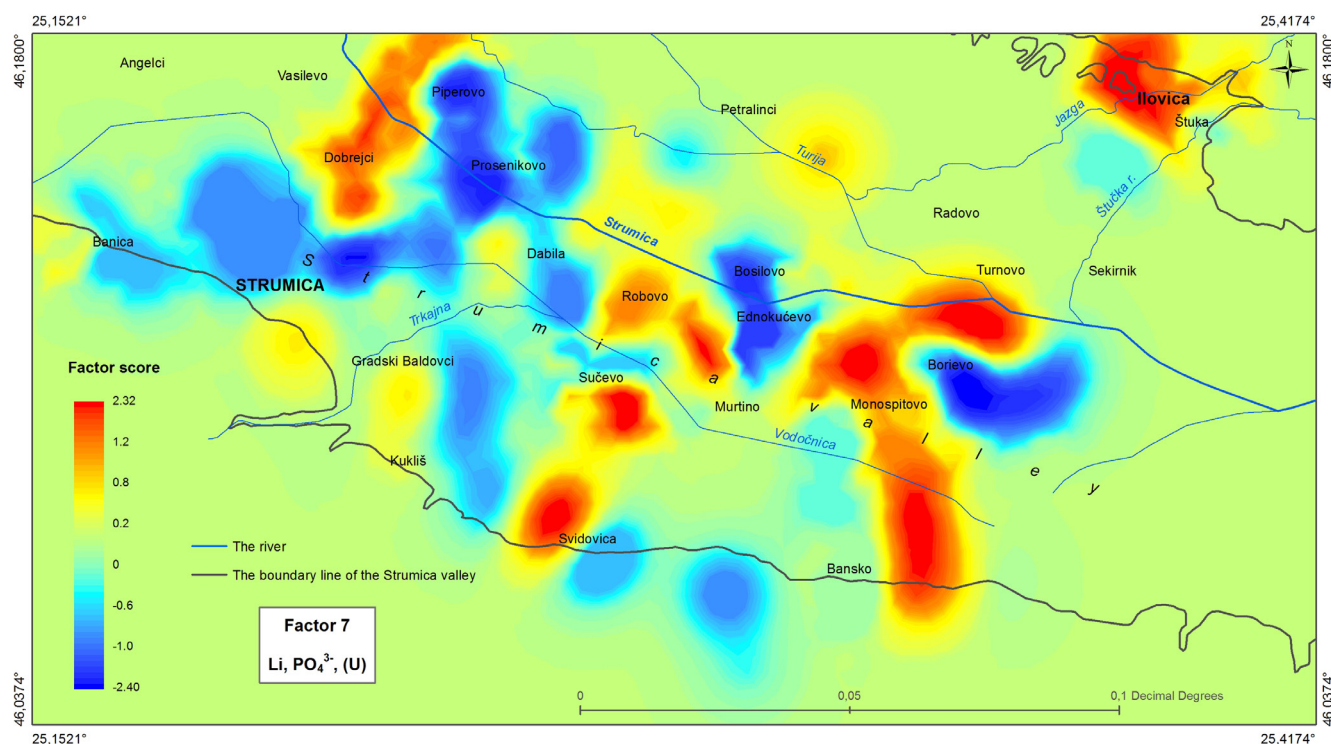 25,1521°
25,4174°
46,1800°
46,1800°
N
Angelci
Vasilevo
Piperovo
Petralinci
Ilovica
Jazga
Štuka
Dobrejci
Prosenikovo
Turija
Štučka r.
Radovo
Strumica
Banica
Dabila
STRUMICA
Bosilovo
Turnovo
Sekirnik
Robovo
Ednokućevo
Trkajna
Strumica valley
Gradski Baldovci
Sučevo
Borievo
Factor score
Murtino
Monospitovo
2.32
1.2
0.8
0.2
0
-0.6
-1.0
-2.40
Vodočnica
Kukliš
Svidovica
Bansko
The river
The boundary line of the Strumica valley
Factor 7
Li, PO₄³⁻, (U)
0
0,05
0,1 Decimal Degrees
46,0374°
46,0374°
25,1521°
25,4174°